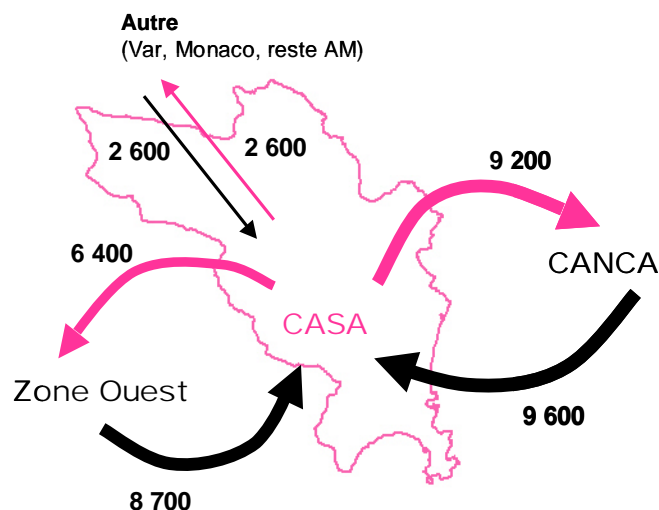 Autre
(Var, Monaco, reste AM)
2 600
2 600
9 200
6 400
CANCA
CASA
Zone Ouest
9 600
8 700